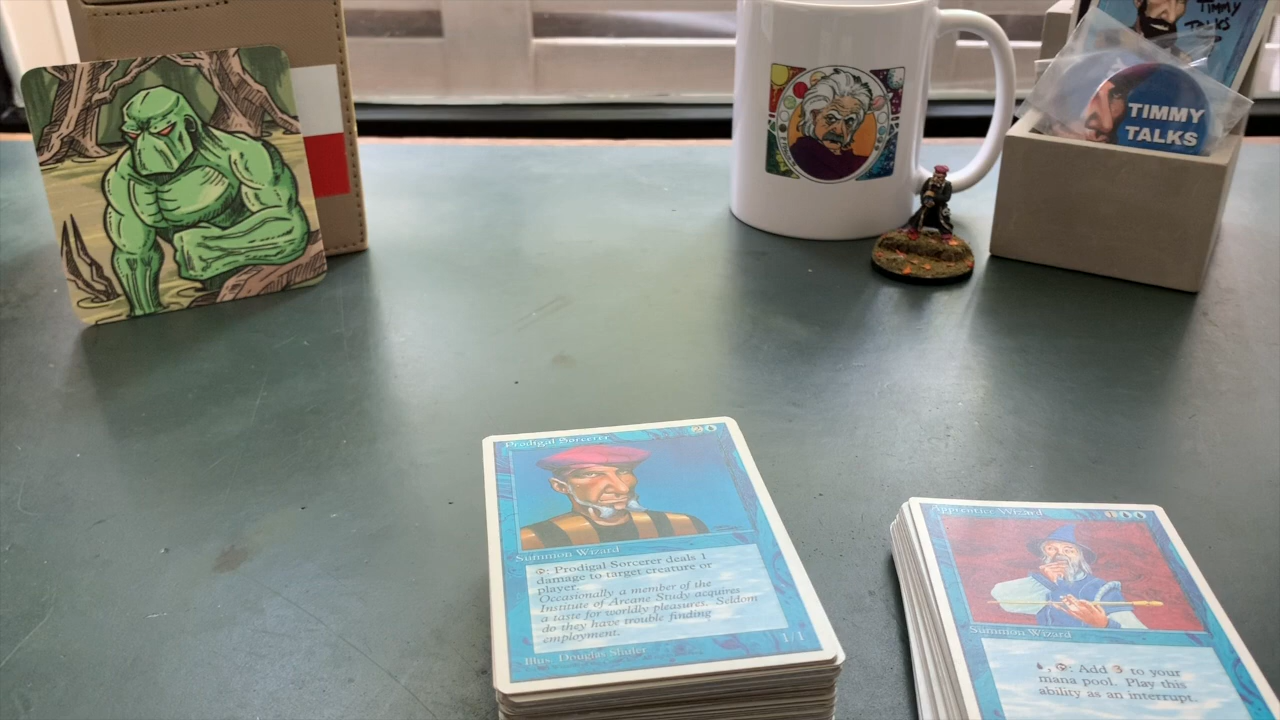 TIMMY
TALKS
TIMMY
TALKS
Prodigal Sorcerer 2
Summon Wizard
: Prodigal Sorcerer deals 1
damage to target creature or
player.
Occasionally a member of the
Institute of Arcane Study acquires
a taste for worldly pleasures. Seldom
do they have trouble finding
employment.
1/1
Illus. Douglas Shuler
Apprentice Wizard 1
Summon Wizard
, : Add 3 to your
mana pool. Play this
ability as an interrupt.